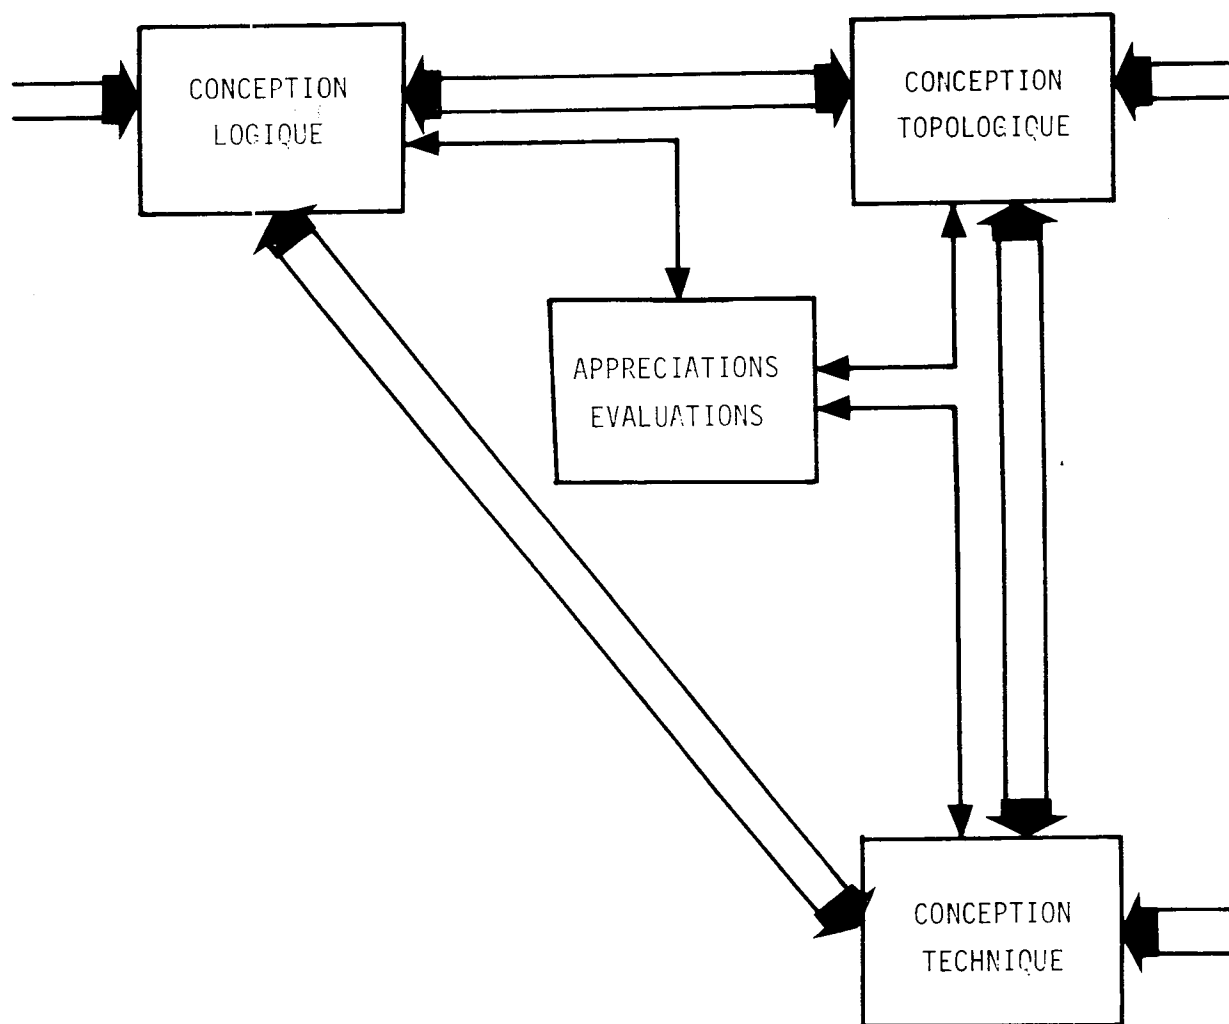 CONCEPTION
LOGIQUE
CONCEPTION
TOPOLOGIQUE
APPRECIATIONS
EVALUATIONS
CONCEPTION
TECHNIQUE